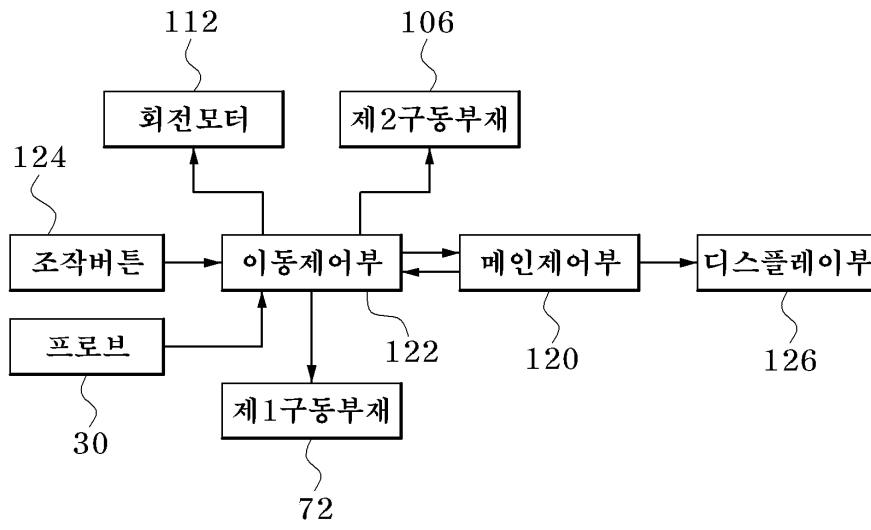 112
106
회전모터
제2구동부재
124
조작버튼
이동제어부
메인제어부
디스플레이부
프로브
122
120
126
30
제1구동부재
72